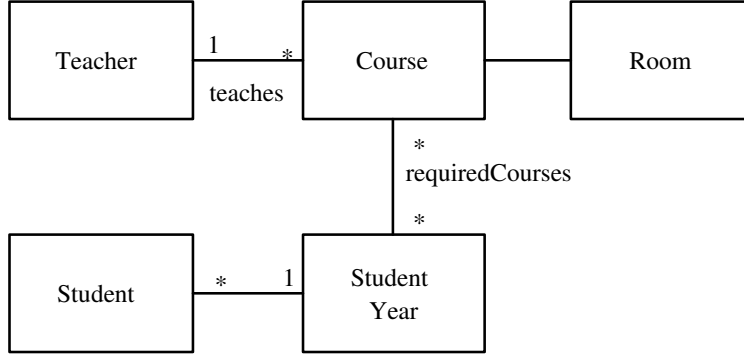 Teacher
1
*
teaches
Course
Room
*
requiredCourses
*
Student
*
1
Student
Year